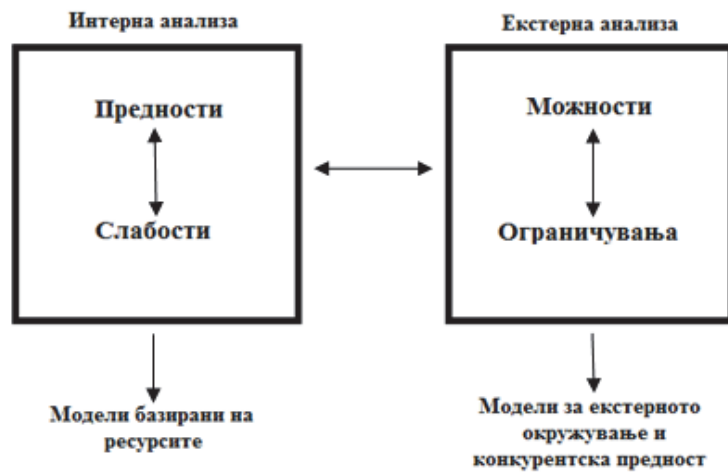 Интерна анализа
Предности
Слабости
Модели базирани на
ресурсите
Екстерна анализа
Можности
Ограничувања
Модели за екстерното
окружување и
конкурентска предност